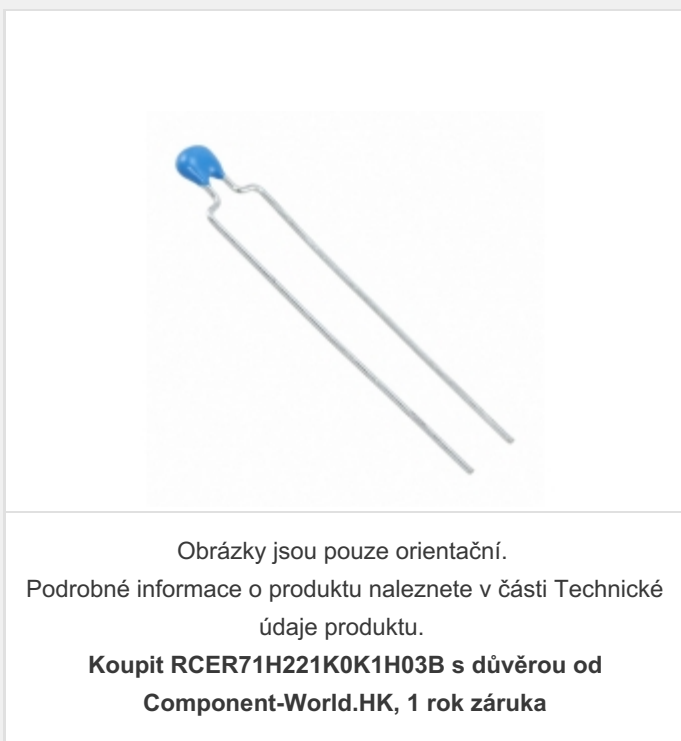 Obrázky jsou pouze orientační.
Podrobné informace o produktu naleznete v části Technické
údaje produktu.
Koupit RCER71H221K0K1H03B s důvěrou od
Component-World.HK, 1 rok záruka